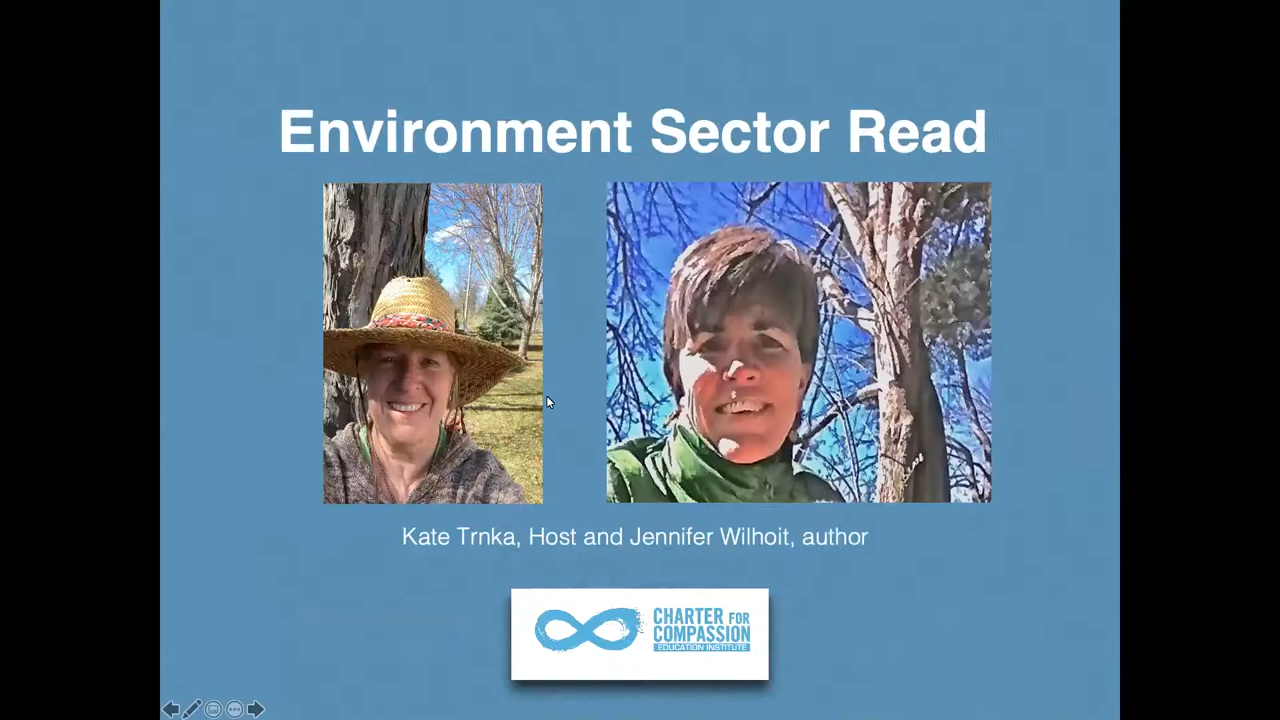 Environment Sector Read
Kate Trnka, Host and Jennifer Wilhoit, author
CHARTER FOR
COMPASSION
EDUCATION INSTITUTE